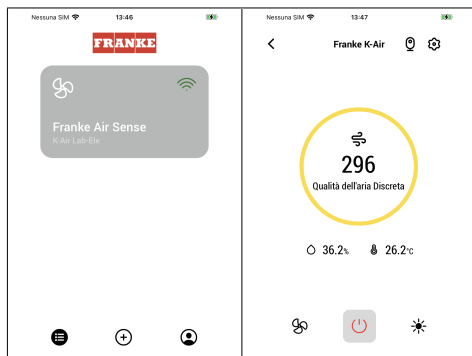 Nessuna SIM 13:46
FRANKE
Franke Air Sense
K-Air Lab-Ele
Nessuna SIM 13:47
Franke K-Air
296
Qualità dell'aria Discreta
36.2% 26.2°C